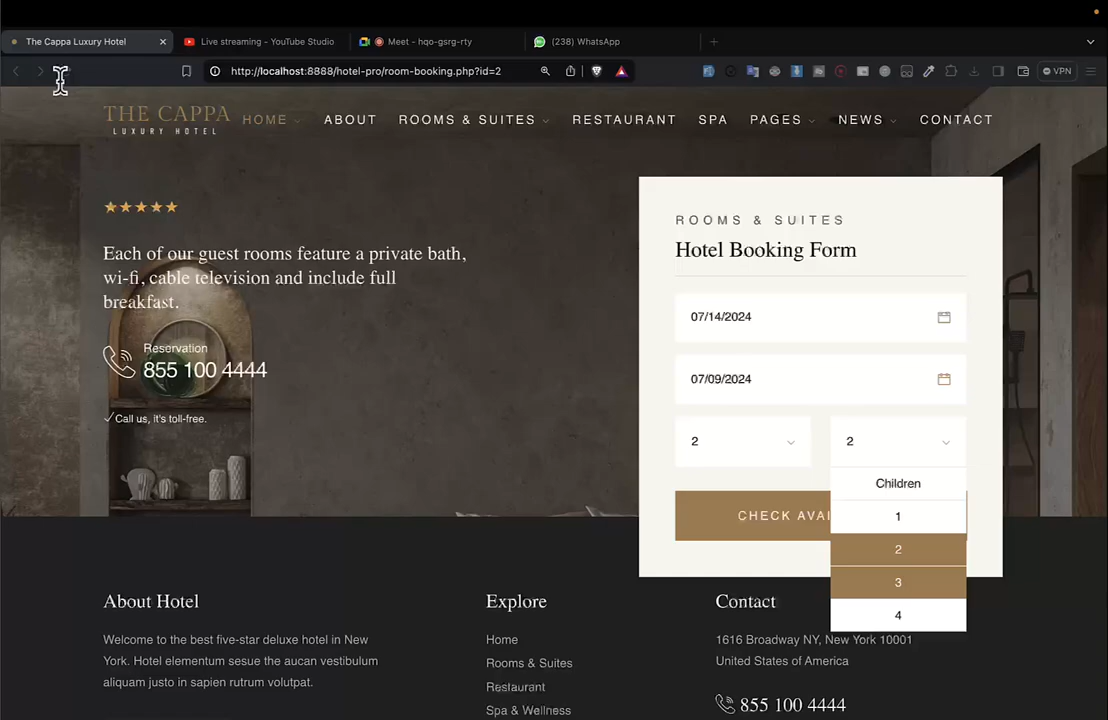 The Cappa Luxury Hotel
Live streaming - YouTube Studio
Meet - hqo-gsrg-rty
(238) WhatsApp
http://localhost:8888/hotel-pro/room-booking.php?id=2
VPN
THE CAPPA
LUXURY HOTEL
HOME
ABOUT
ROOMS & SUITES
RESTAURANT
SPA
PAGES
NEWS
CONTACT
Each of our guest rooms feature a private bath,
wi-fi, cable television and include full
breakfast.
Reservation
855 100 4444
Call us, it's toll-free.
ROOMS & SUITES
Hotel Booking Form
07/14/2024
07/09/2024
2
2
Children
1
2
3
4
CHECK AVAI
About Hotel
Welcome to the best five-star deluxe hotel in New
York. Hotel elementum sesue the aucan vestibulum
aliquam justo in sapien rutrum volutpat.
Explore
Home
Rooms & Suites
Restaurant
Spa & Wellness
Contact
1616 Broadway NY, New York 10001
United States of America
855 100 4444